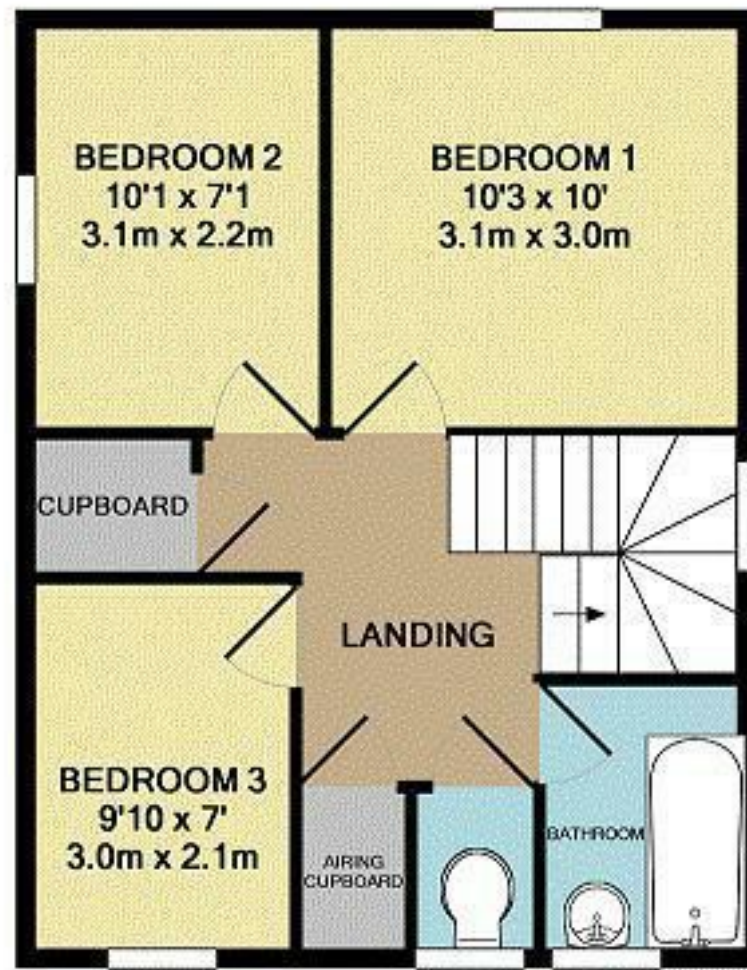 BEDROOM 2
10'1 x 7'1
3.1m x 2.2m
BEDROOM 1
10'3 x 10'
3.1m x 3.0m
CUPBOARD
LANDING
BEDROOM 3
9'10 x 7'
3.0m x 2.1m
AIRING
CUPBOARD
BATHROOM